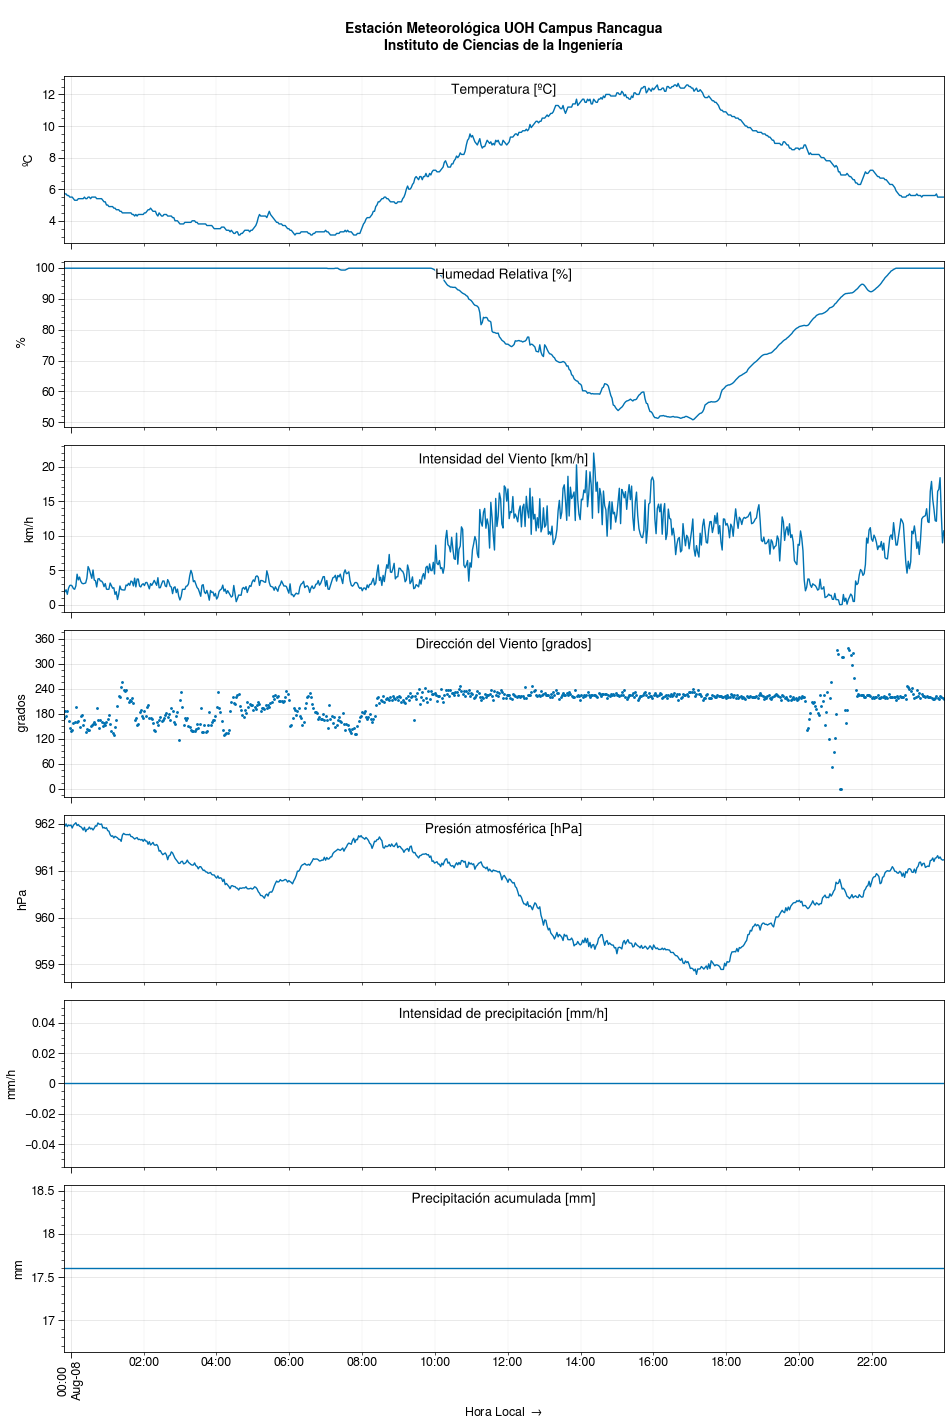 Estación Meteorológica UOH Campus Rancagua
Instituto de Ciencias de la Ingeniería
Temperatura [ºC]
ºC
12
10
8
6
4
Humedad Relativa [%]
%
100
90
80
70
60
50
Intensidad del Viento [km/h]
km/h
20
15
10
5
0
Dirección del Viento [grados]
grados
360
300
240
180
120
60
0
Presión atmosférica [hPa]
hPa
962
961
960
959
Intensidad de precipitación [mm/h]
mm/h
0.04
0.02
0
−0.02
−0.04
Precipitación acumulada [mm]
mm
18.5
18
17.5
17
00:00
Aug-08
02:00
04:00
06:00
08:00
10:00
12:00
14:00
16:00
18:00
20:00
22:00
Hora Local →